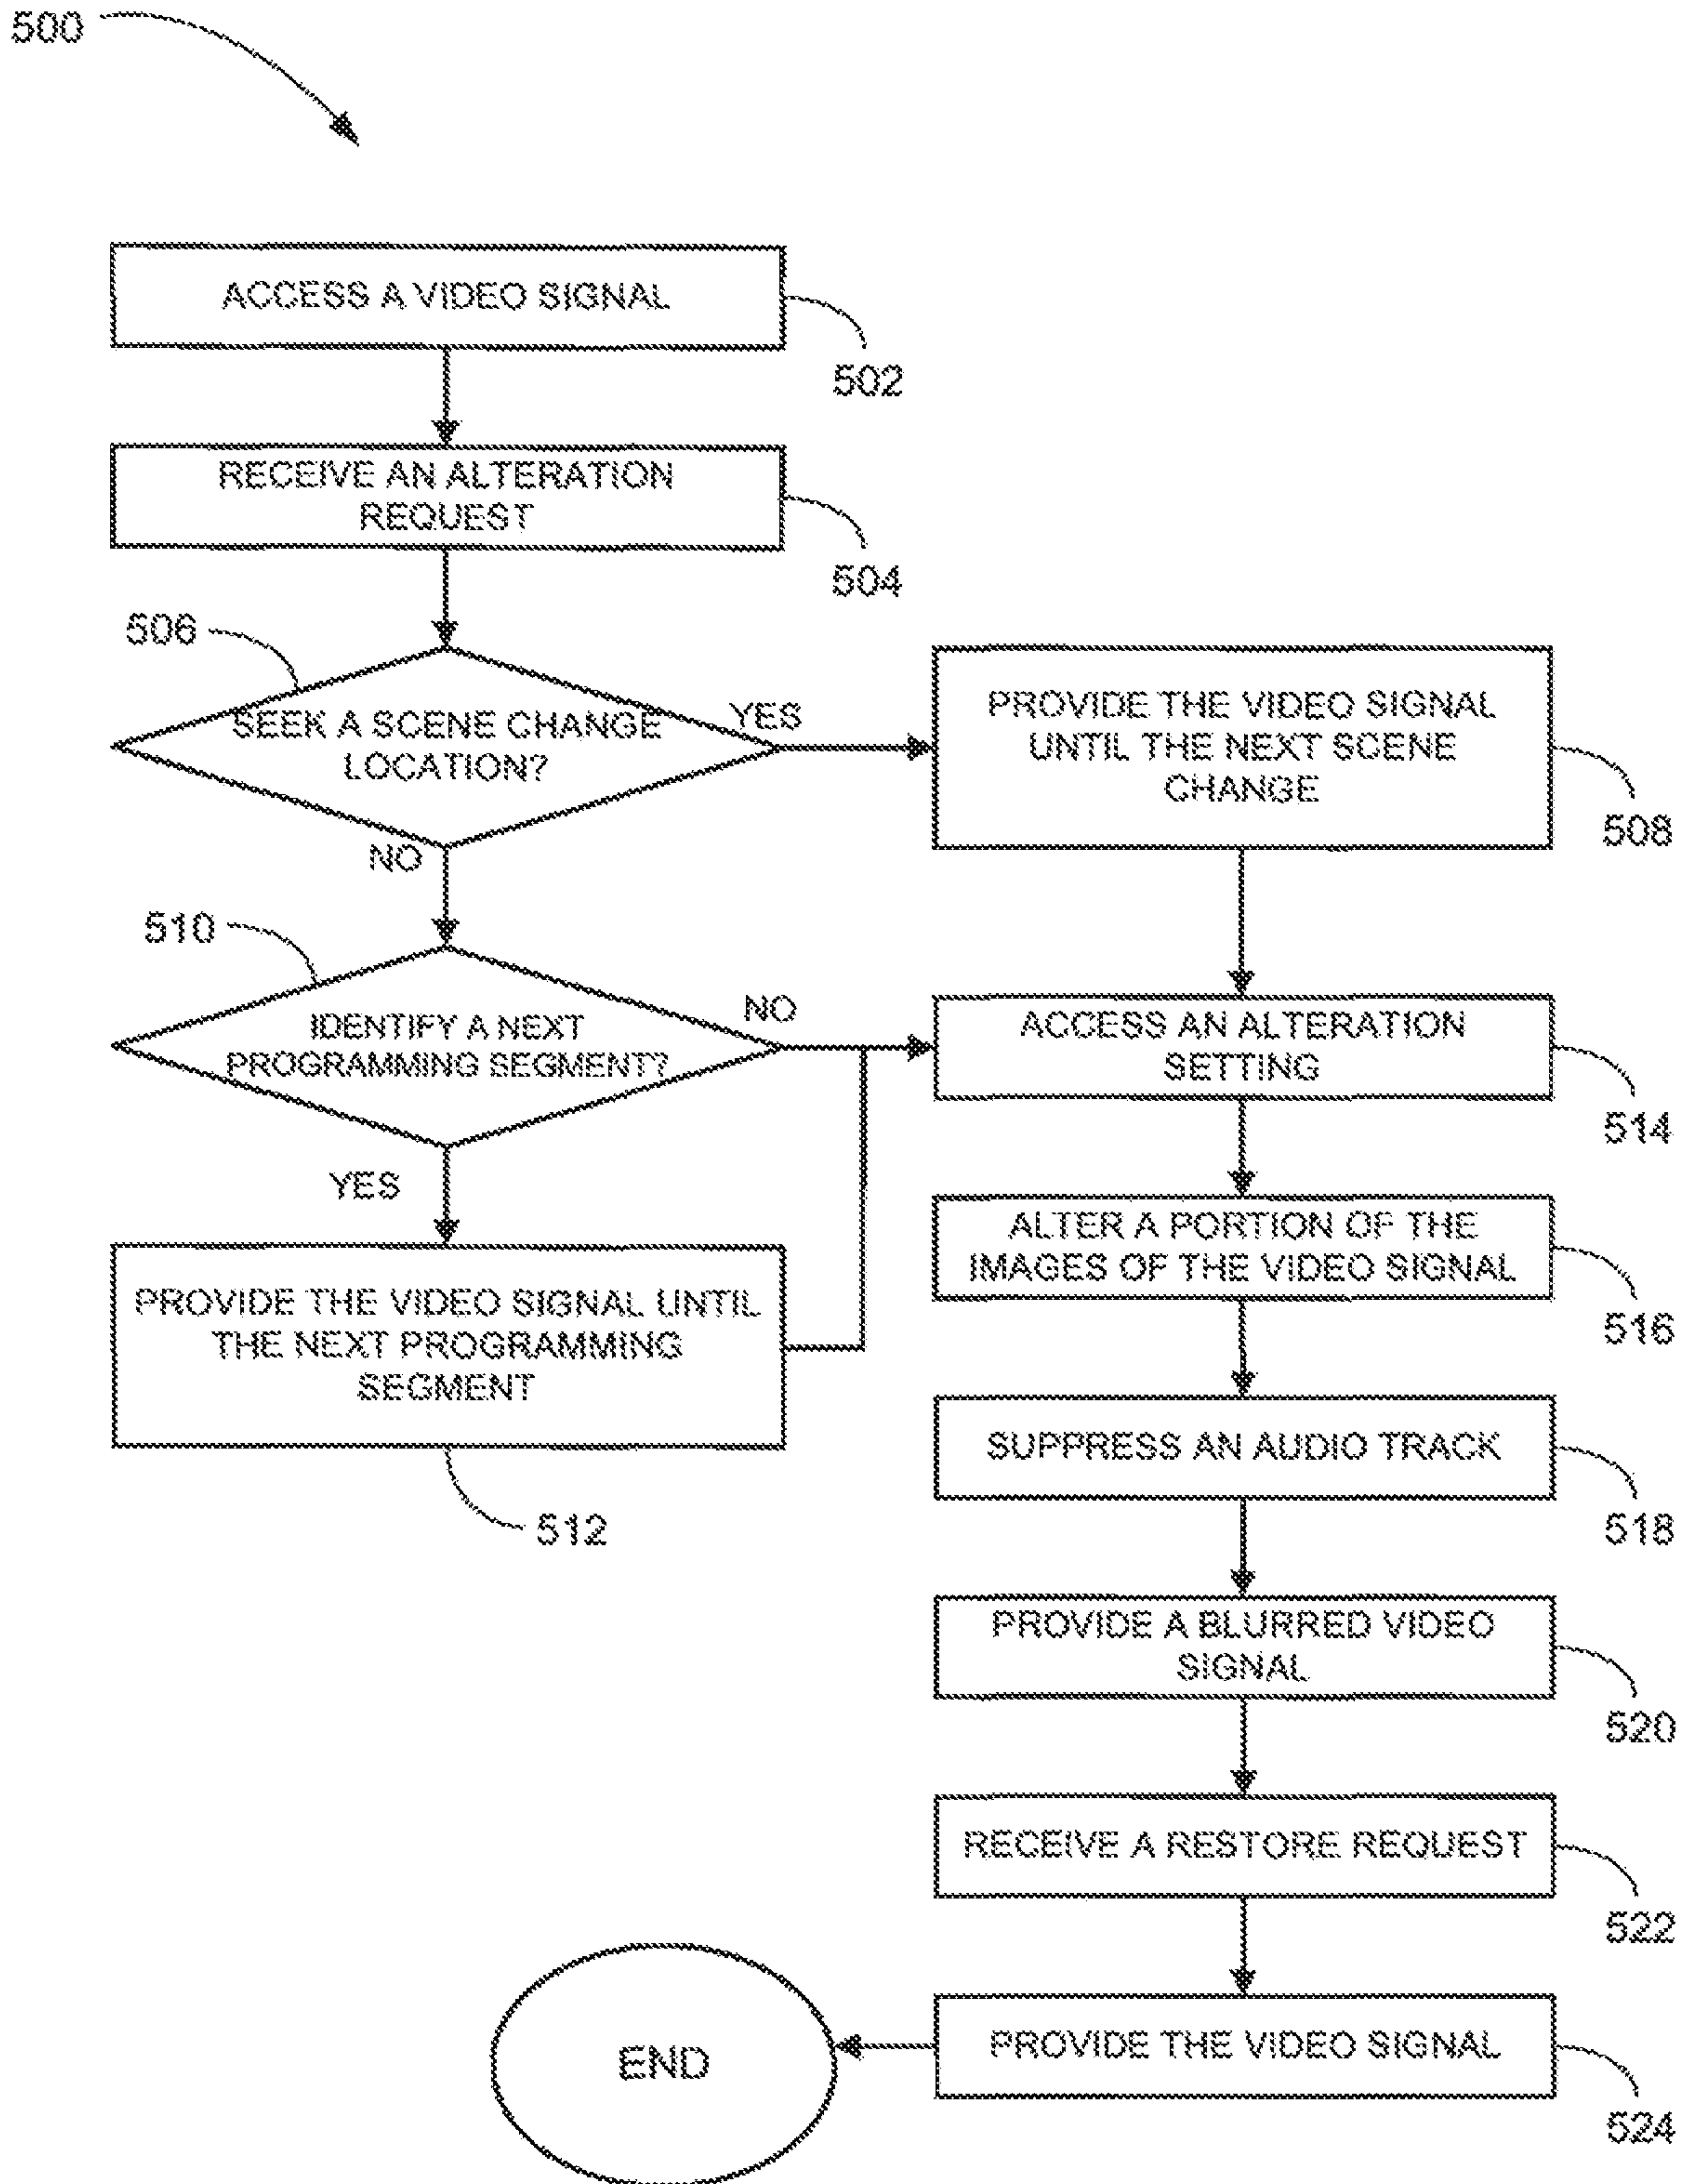 500
ACCESS A VIDEO SIGNAL
502
RECEIVE AN ALTERATION
REQUEST
504
506
SEEK A SCENE CHANGE
LOCATION?
YES
NO
PROVIDE THE VIDEO SIGNAL
UNTIL THE NEXT SCENE
CHANGE
508
510
IDENTIFY A NEXT
PROGRAMMING SEGMENT?
NO
YES
PROVIDE THE VIDEO SIGNAL UNTIL
THE NEXT PROGRAMMING
SEGMENT
512
ACCESS AN ALTERATION
SETTING
514
ALTER A PORTION OF THE
IMAGES OF THE VIDEO SIGNAL
516
SUPPRESS AN AUDIO TRACK
518
PROVIDE A BLURRED VIDEO
SIGNAL
520
RECEIVE A RESTORE REQUEST
522
PROVIDE THE VIDEO SIGNAL
524
END